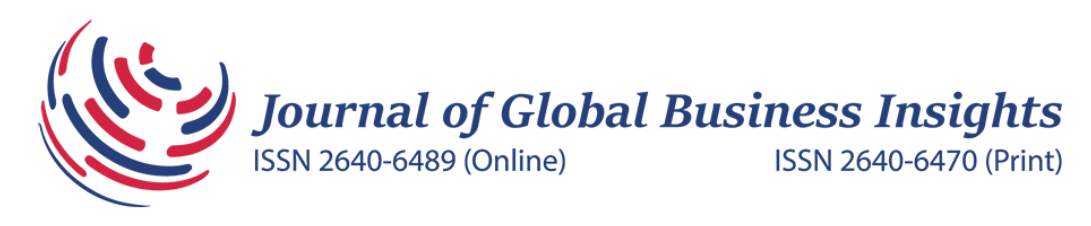 Journal of Global Business Insights
ISSN 2640-6489 (Online) ISSN 2640-6470 (Print)